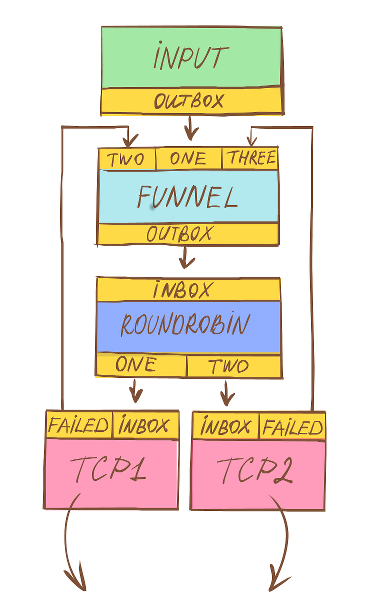 INPUT
OUTBOX
TWO ONE THREE
FUNNEL
OUTBOX
INBOX
ROUNDROBIN
ONE TWO
FAILED INBOX INBOX FAILED
TCP1 TCP2